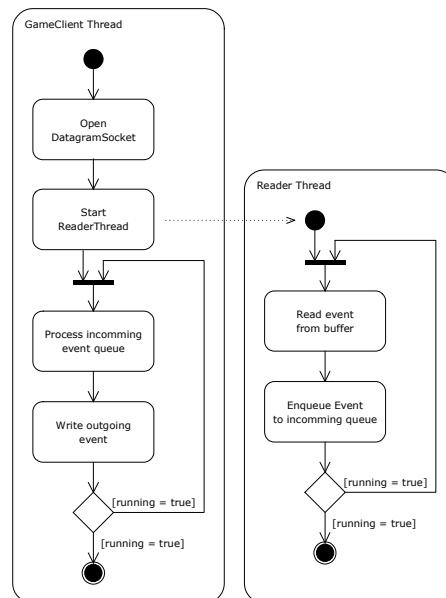 GameClient Thread
Open
DatagramSocket
Start
ReaderThread
Process incomming
event queue
Write outgoing
event
[running = true]
[running = true]
Reader Thread
Read event
from buffer
Enqueue Event
to incomming queue
[running = true]
[running = true]